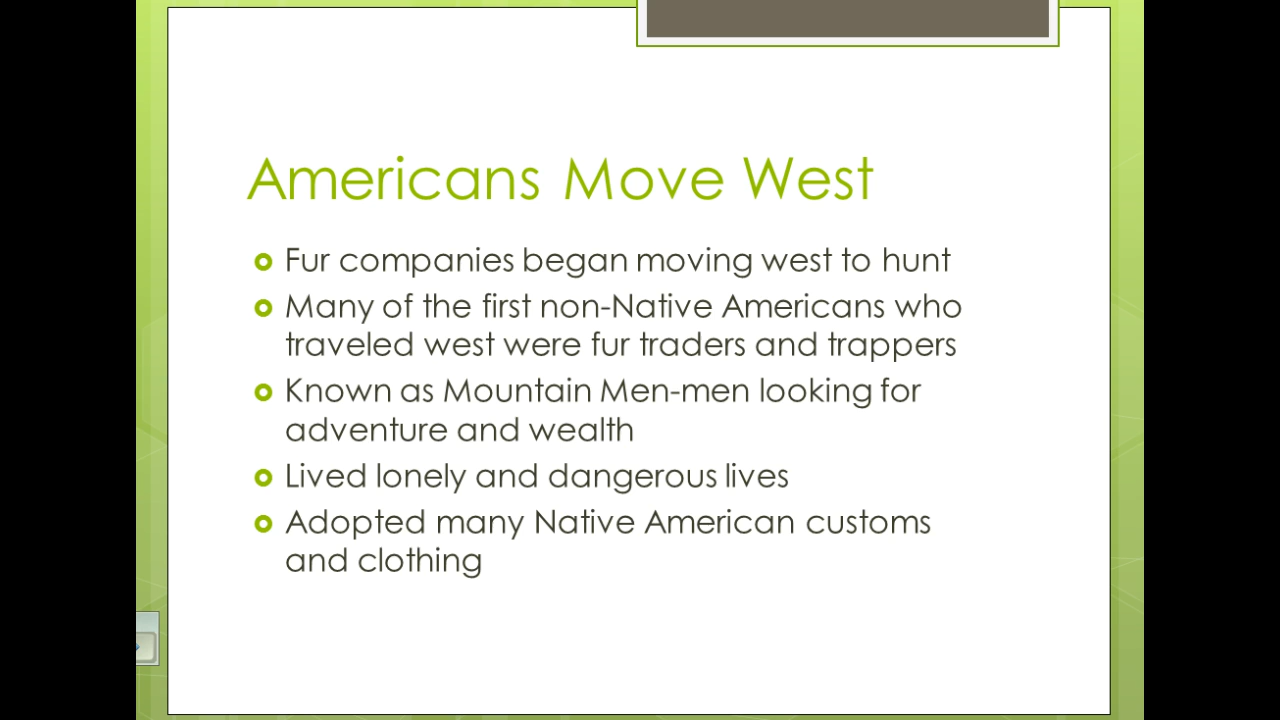 Americans Move West
Fur companies began moving west to hunt
Many of the first non-Native Americans who
traveled west were fur traders and trappers
Known as Mountain Men-men looking for
adventure and wealth
Lived lonely and dangerous lives
Adopted many Native American customs
and clothing